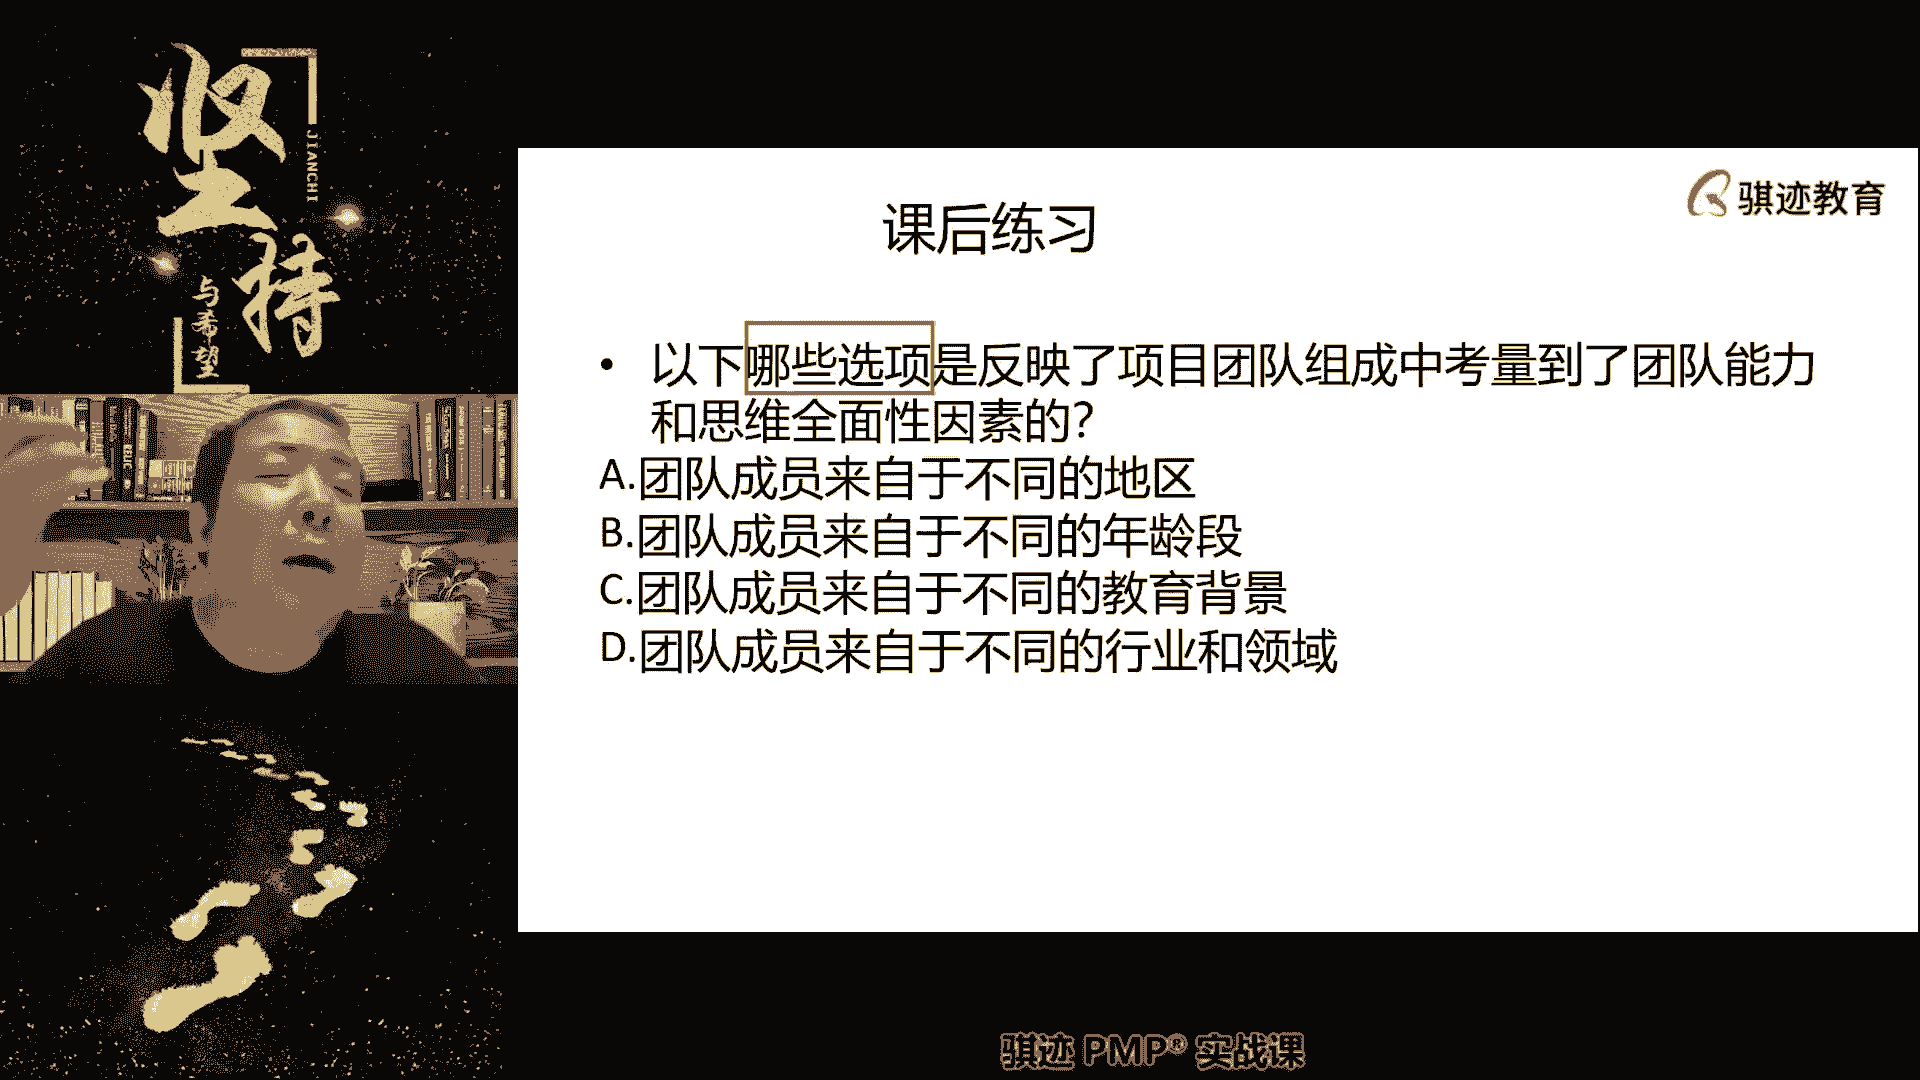 坚持
JIANCHI
与希望
骐迹教育
课后练习
• 以下哪些选项是反映了项目团队组成中考量到了团队能力
和思维全面性因素的?
A.团队成员来自于不同的地区
B.团队成员来自于不同的年龄段
C.团队成员来自于不同的教育背景
D.团队成员来自于不同的行业和领域
骐迹 PMP® 实战课